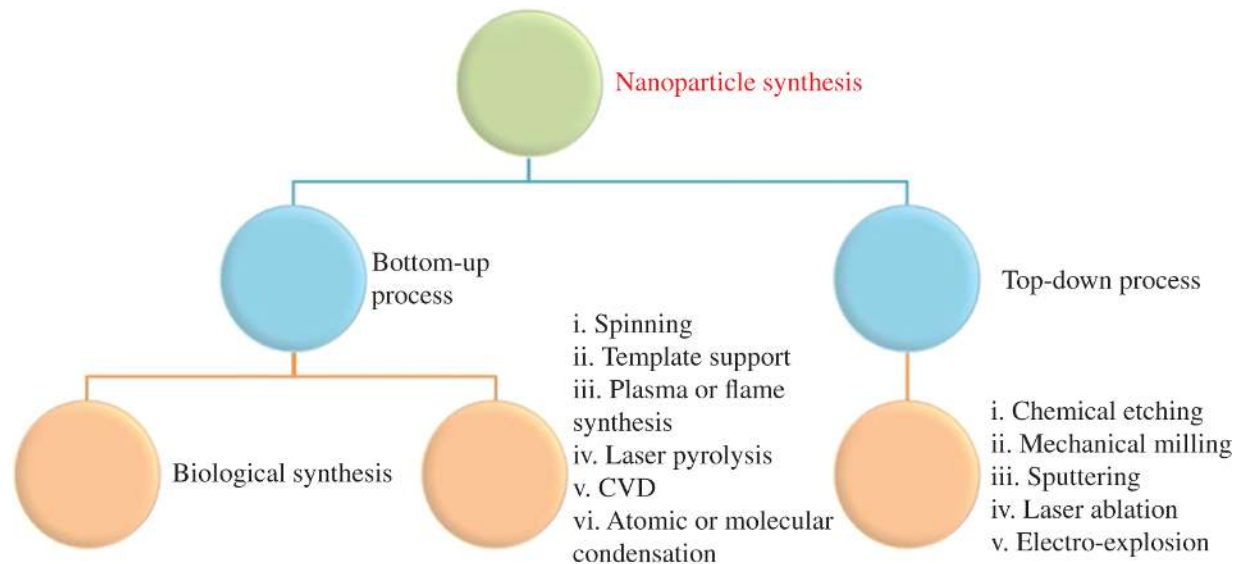 Nanoparticle synthesis
Bottom-up
process
Top-down process
Biological synthesis
i. Spinning
ii. Template support
iii. Plasma or flame
synthesis
iv. Laser pyrolysis
v. CVD
vi. Atomic or molecular
condensation
i. Chemical etching
ii. Mechanical milling
iii. Sputtering
iv. Laser ablation
v. Electro-explosion